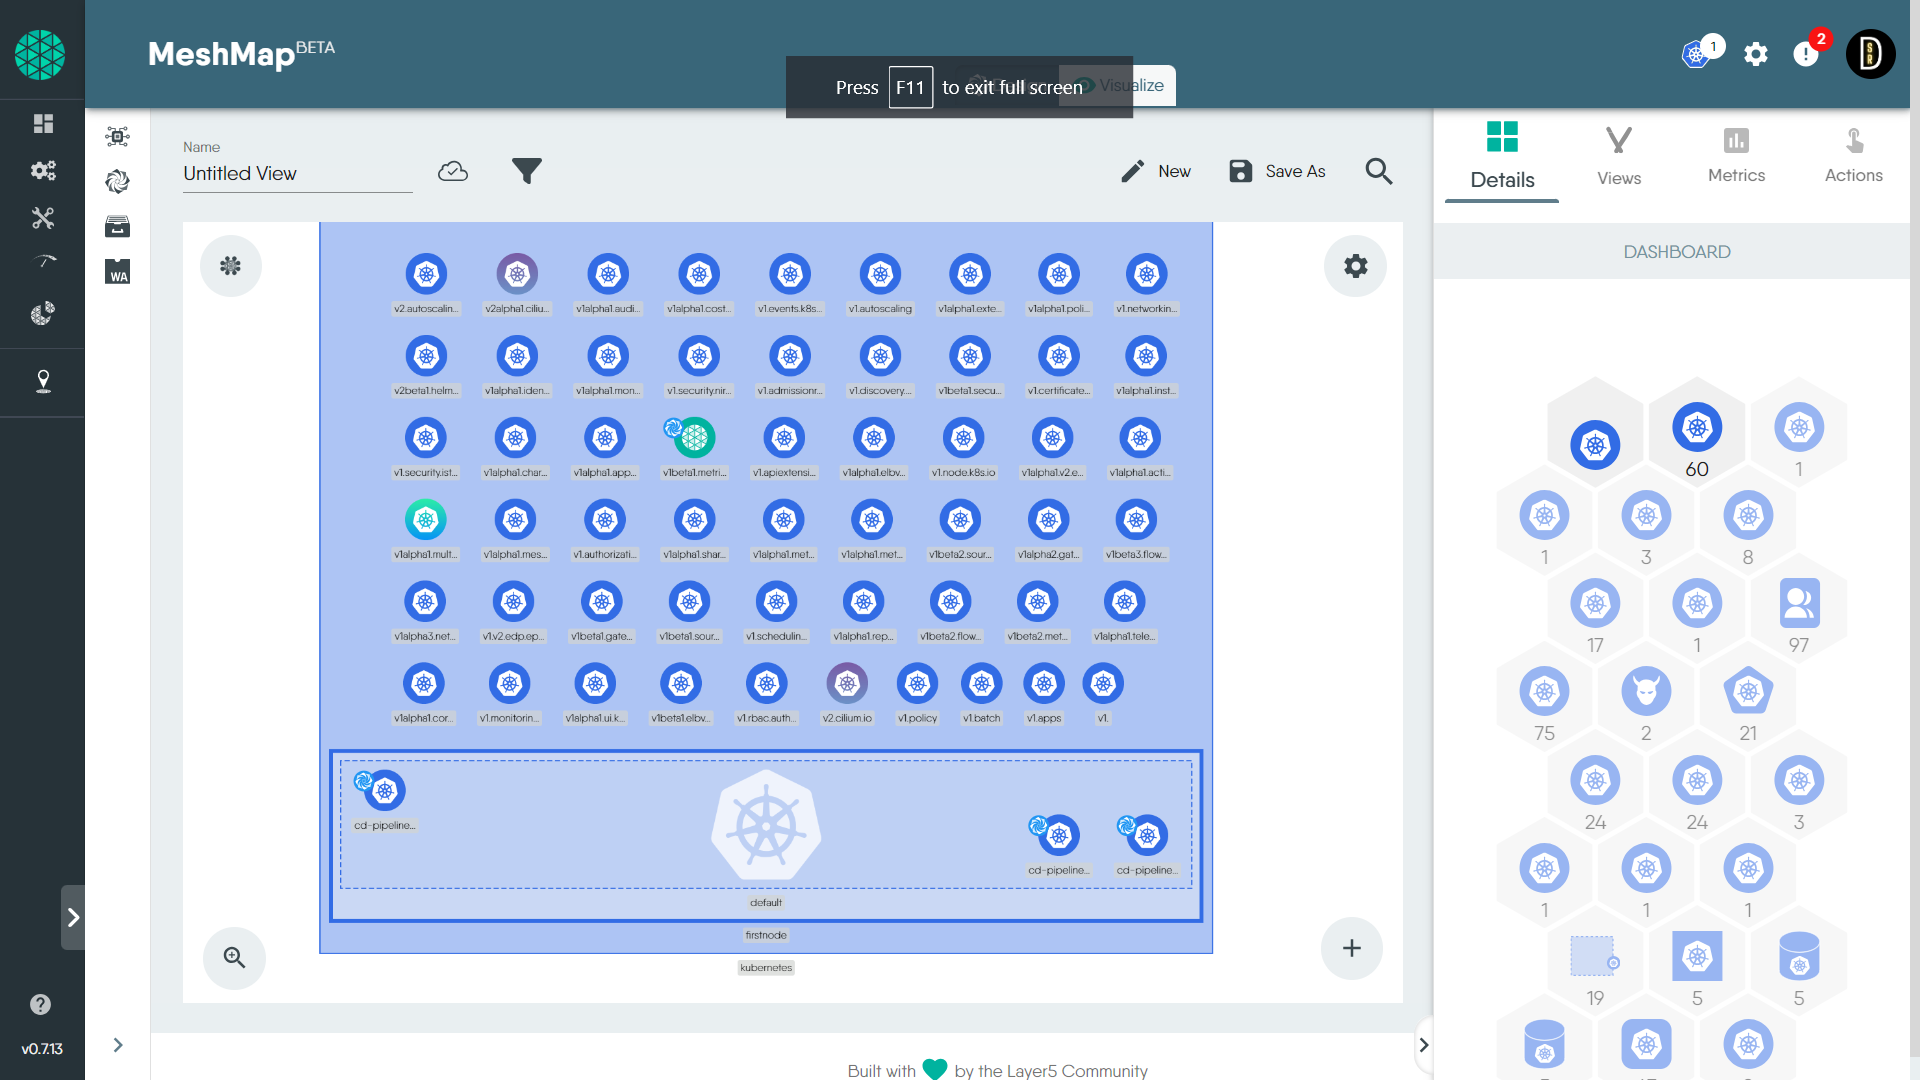 MeshMapBETA
1
2
Press F11 to exit full screen
Visualize
Name
Untitled View
New
Save As
WA
Details
Views
Metrics
Actions
DASHBOARD
v2.autoscalin...
v2alpha1.ciliu...
v1alpha1.audi...
v1alpha1.cost...
v1.events.k8s...
v1.autoscaling
v1alpha1.exte...
v1alpha1.poli...
v1.networkin...
v2beta1.helm...
v1alpha1.iden...
v1alpha1.mon...
v1.security.nir...
v1.admissionr...
v1.discovery....
v1beta1.secu...
v1.certificate...
v1alpha1.inst...
v1.security.ist...
v1alpha1.char...
v1alpha1.app...
v1beta1.metri...
v1.apiextensi...
v1alpha1.elbv...
v1.node.k8s.io
v1alpha1.v2.e...
v1alpha1.acti...
v1alpha1.mult...
v1alpha1.mes...
v1.authorizati...
v1alpha1.shar...
v1alpha1.met...
v1alpha1.met...
v1beta2.sour...
v1alpha2.gat...
v1beta3.flow...
v1alpha3.net...
v1.v2.edp.ep...
v1beta1.gate...
v1beta1.sour...
v1.schedulin...
v1alpha1.rep...
v1beta2.flow...
v1beta2.met...
v1alpha1.tele...
v1alpha1.cor...
v1.monitorin...
v1alpha1.ui.k...
v1beta1.elbv...
v1.rbac.auth...
v2.cilium.io
v1.policy
v1.batch
v1.apps
v1.
cd-pipeline...
cd-pipeline...
cd-pipeline...
default
firstnode
kubernetes
60
1
1
3
8
17
1
97
75
2
21
24
24
3
1
1
1
19
5
5
v0.7.13
Built with by the Layer5 Community